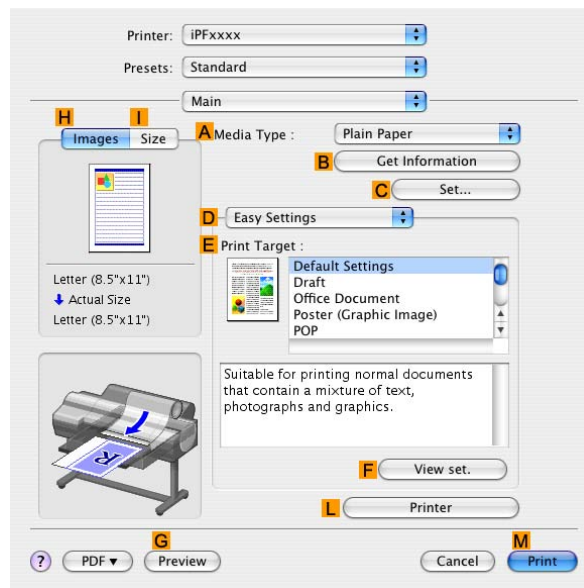 Printer: iPFxxxx
Presets: Standard
Main
H I
Images Size
A Media Type : Plain Paper
B Get Information
C Set...
D Easy Settings
E Print Target :
Default Settings
Draft
Office Document
Poster (Graphic Image)
POP
Letter (8.5"x11")
Actual Size
Letter (8.5"x11")
Suitable for printing normal documents
that contain a mixture of text,
photographs and graphics.
R
F View set.
L Printer
G M
? PDF▼ Preview Cancel Print